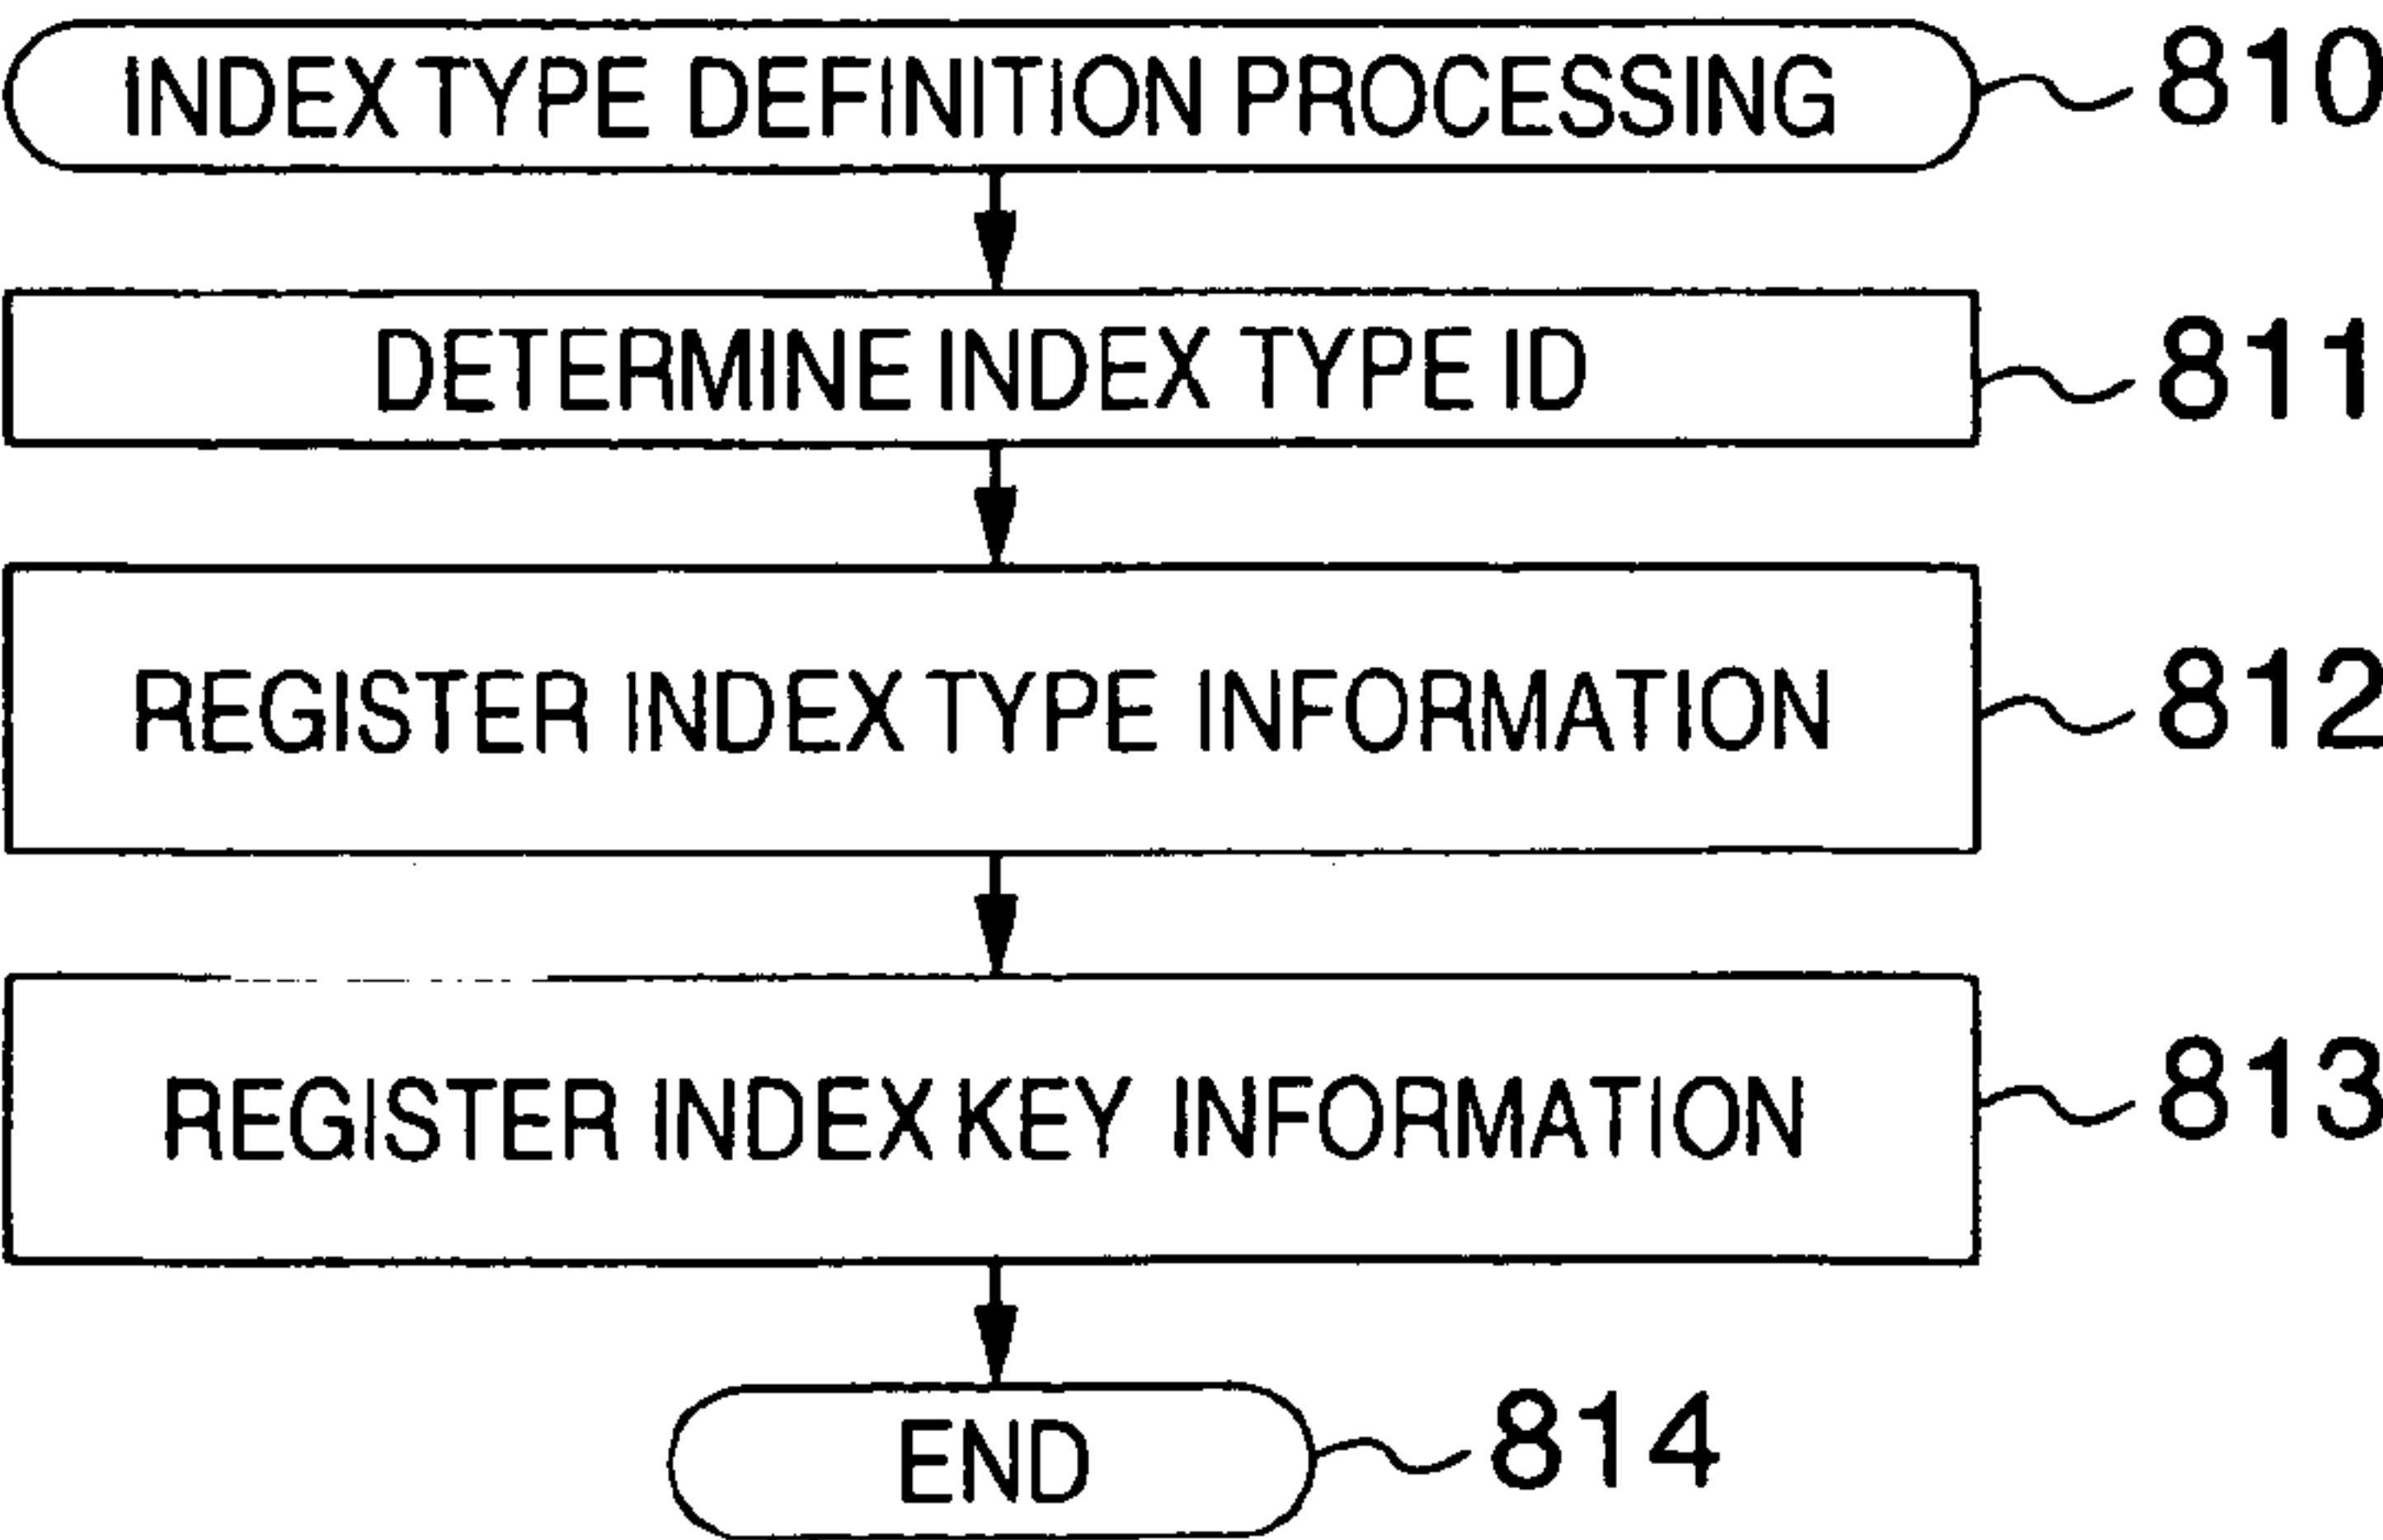 INDEX TYPE DEFINITION PROCESSING 810
DETERMINE INDEX TYPE ID 811
REGISTER INDEX TYPE INFORMATION 812
REGISTER INDEX KEY INFORMATION 813
END 814